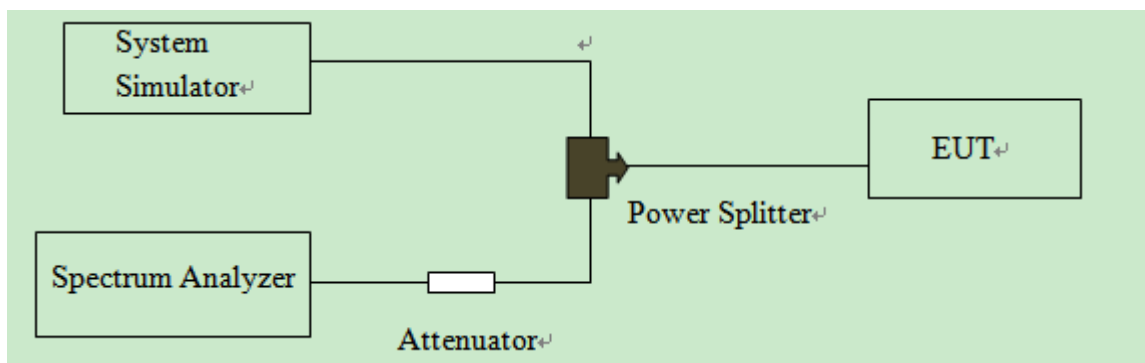 System
Simulator
EUT
Power Splitter
Spectrum Analyzer
Attenuator